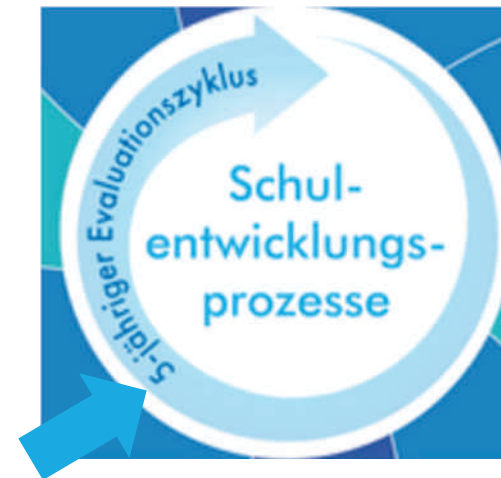 5-jähriger Evaluationszyklus
Schul-
entwicklungs-
prozesse